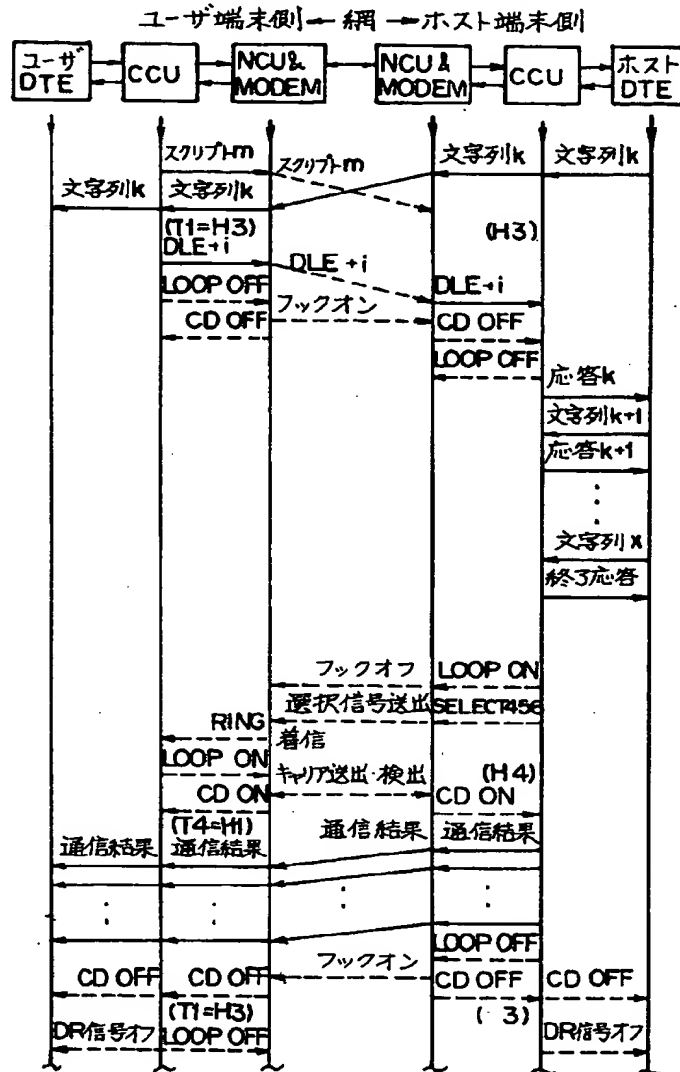 ユーザ端末側← 網 →ホスト端末側
ユーザ DTE
CCU
NCU& MODEM
NCU& MODEM
CCU
ホスト DTE
スクリプトm
スクリプトm
文字列k
文字列k
文字列k
文字列k
(T1=H3)
(H3)
DLE+i
DLE+i
DLE+i
LOOP OFF
フックオン
CD OFF
CD OFF
LOOP OFF
応答k
文字列k+1
応答k+1
文字列x
終了応答
フックオフ
LOOP ON
選択信号送出
SELECT456
RING
着信
LOOP ON
キャリア送出・検出
(H4)
CD ON
CD ON
(T4=H1)
通信結果
通信結果
通信結果
通信結果
LOOP OFF
フックオン
CD OFF
CD OFF
CD OFF
CD OFF
(T1=H3)
( 3)
DR信号オフ
LOOP OFF
DR信号オフ